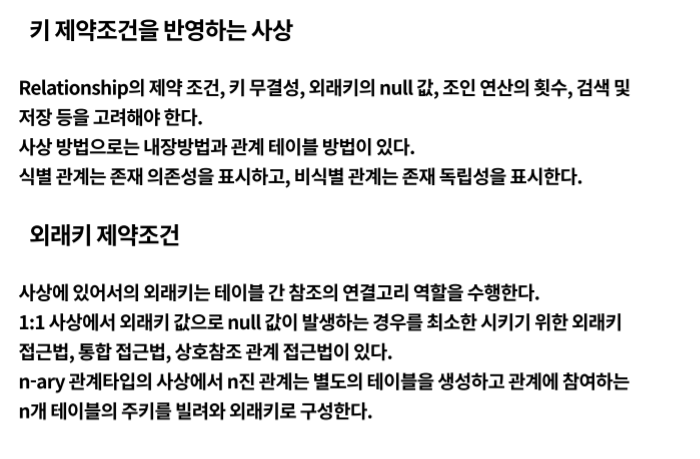 키 제약조건을 반영하는 사상
Relationship의 제약 조건, 키 무결성, 외래키의 null 값, 조인 연산의 횟수, 검색 및
저장 등을 고려해야 한다.
사상 방법으로는 내장방법과 관계 테이블 방법이 있다.
식별 관계는 존재 의존성을 표시하고, 비식별 관계는 존재 독립성을 표시한다.
외래키 제약조건
사상에 있어서의 외래키는 테이블 간 참조의 연결고리 역할을 수행한다.
1:1 사상에서 외래키 값으로 null 값이 발생하는 경우를 최소한 시키기 위한 외래키
접근법, 통합 접근법, 상호참조 관계 접근법이 있다.
n-ary 관계타입의 사상에서 n진 관계는 별도의 테이블을 생성하고 관계에 참여하는
n개 테이블의 주키를 빌려와 외래키로 구성한다.